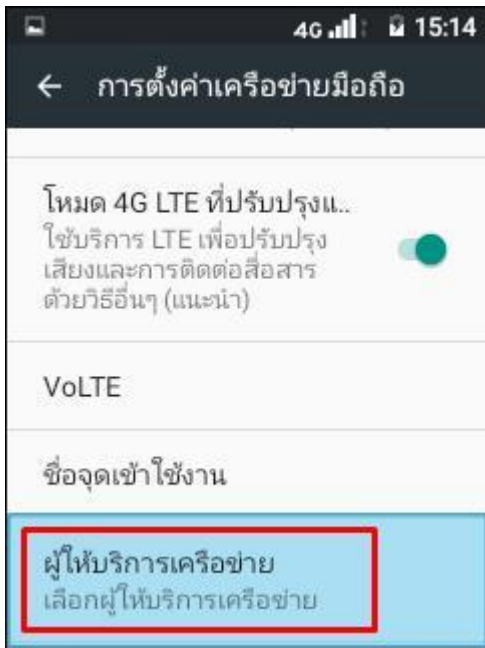 4G 15:14
การตั้งค่าเครือข่ายมือถือ
โหมด 4G LTE ที่ปรับปรุงแ..
ใช้บริการ LTE เพื่อปรับปรุง
เสียงและการติดต่อสื่อสาร
ด้วยวิธีอื่นๆ (แนะนำ)
VoLTE
ชื่อจุดเข้าใช้งาน
ผู้ให้บริการเครือข่าย
เลือกผู้ให้บริการเครือข่าย